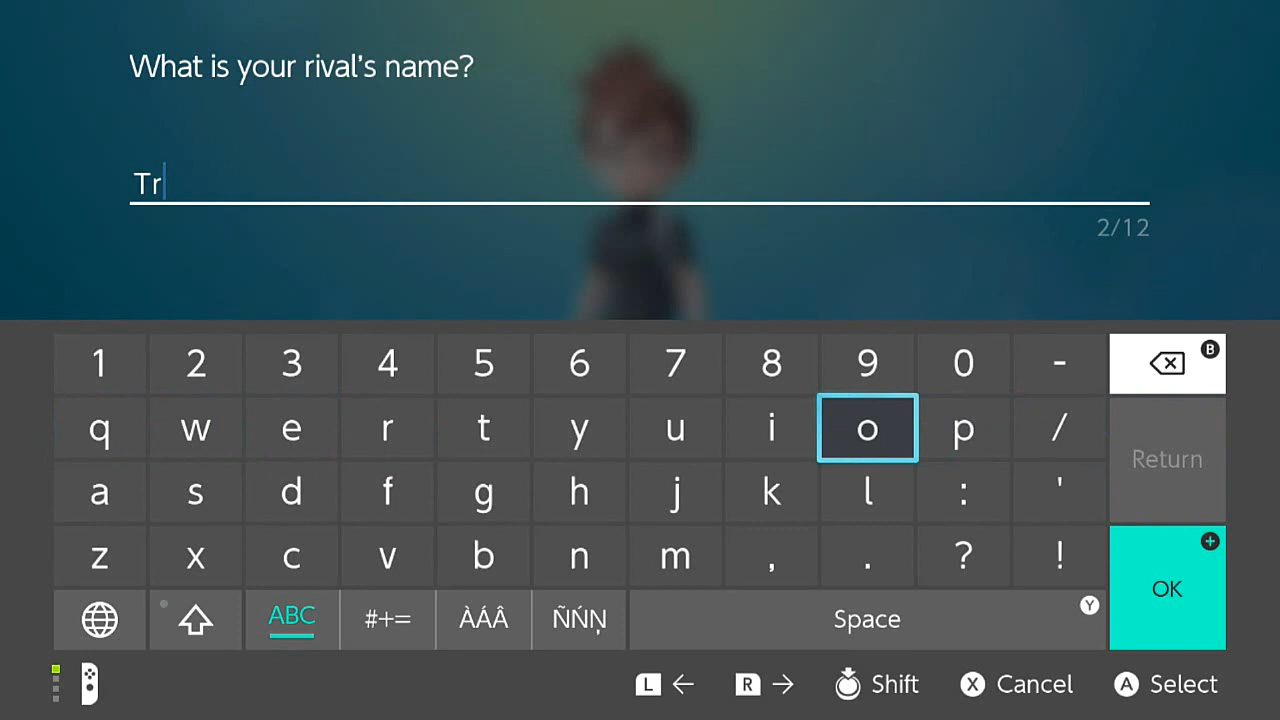 What is your rival's name?
Tr
2/12
1 2 3 4 5 6 7 8 9 0 - B
q w e r t y u i o p /
Return
a s d f g h j k l : '
z x c v b n m , . ? ! +
OK
ABC #+= ÀÁÂ ÑŃŅ Space Y
L ← R → Shift X Cancel A Select